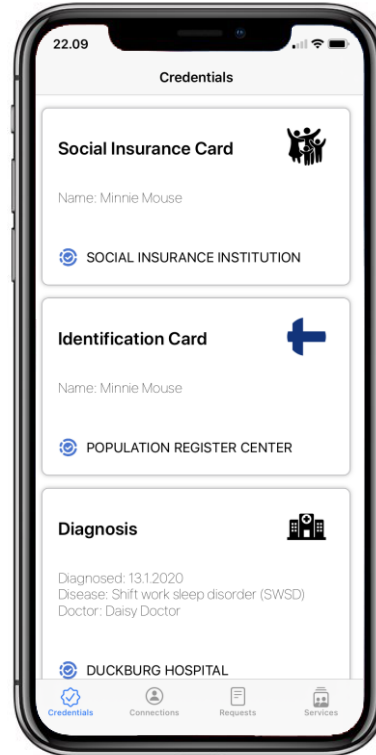 22.09
Credentials
Social Insurance Card
Name: Minnie Mouse
SOCIAL INSURANCE INSTITUTION
Identification Card
Name: Minnie Mouse
POPULATION REGISTER CENTER
Diagnosis
Diagnosed: 13.1.2020
Disease: Shift work sleep disorder (SWSD)
Doctor: Daisy Doctor
DUCKBURG HOSPITAL
Credentials Connections Requests Services